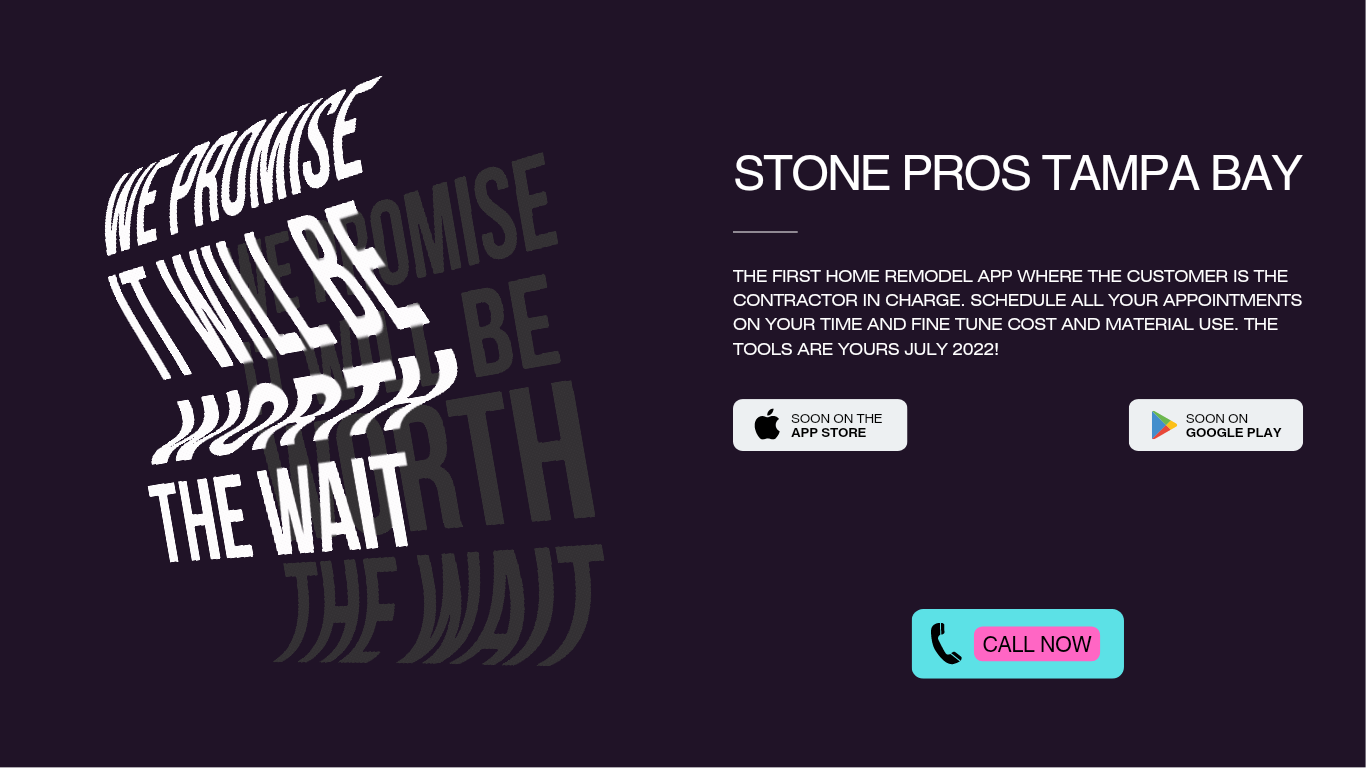 WE PROMISE
IT WILL BE
WORTH
THE WAIT
WE PROMISE
IT WILL BE
WORTH
THE WAIT
STONE PROS TAMPA BAY
THE FIRST HOME REMODEL APP WHERE THE CUSTOMER IS THE
CONTRACTOR IN CHARGE. SCHEDULE ALL YOUR APPOINTMENTS
ON YOUR TIME AND FINE TUNE COST AND MATERIAL USE. THE
TOOLS ARE YOURS JULY 2022!
SOON ON THE
APP STORE
SOON ON
GOOGLE PLAY
CALL NOW